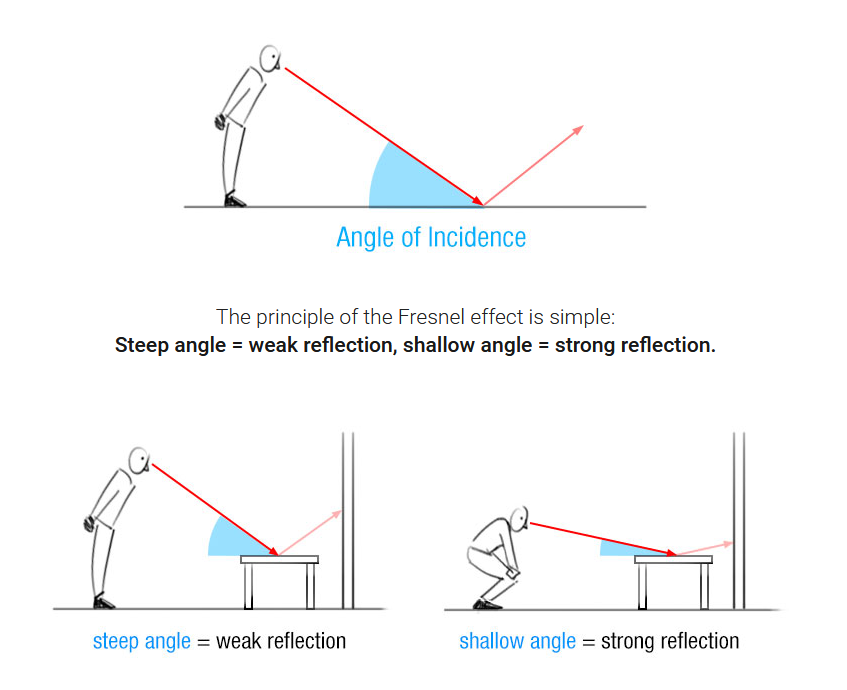 Angle of Incidence
The principle of the Fresnel effect is simple:
Steep angle = weak reflection, shallow angle = strong reflection.
steep angle = weak reflection
shallow angle = strong reflection